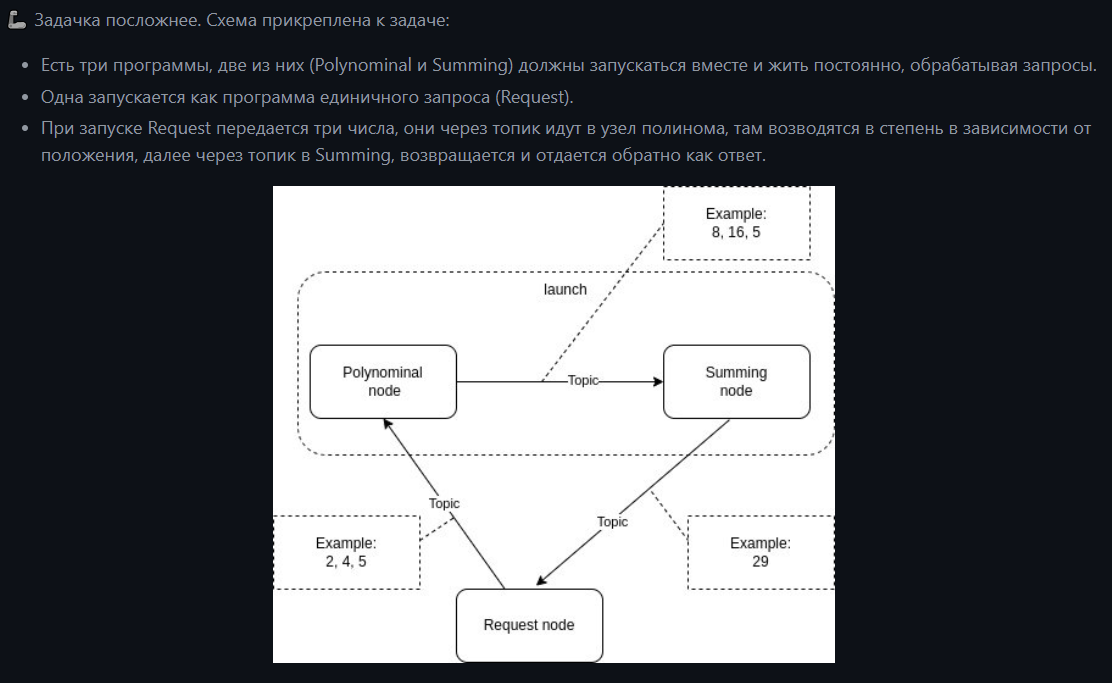 Задачка посложнее. Схема прикреплена к задаче:
Есть три программы, две из них (Polynominal и Summing) должны запускаться вместе и жить постоянно, обрабатывая запросы.
Одна запускается как программа единичного запроса (Request).
При запуске Request передается три числа, они через топик идут в узел полинома, там возводятся в степень в зависимости от
положения, далее через топик в Summing, возвращается и отдается обратно как ответ.
Example:
8, 16, 5
launch
Polynominal
node
Topic
Summing
node
Topic
Topic
Example:
2, 4, 5
Example:
29
Request node